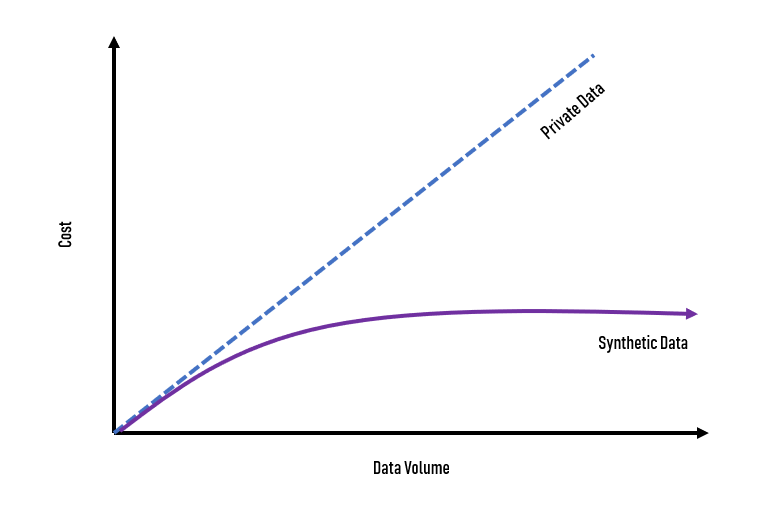 Private Data
Cost
Synthetic Data
Data Volume